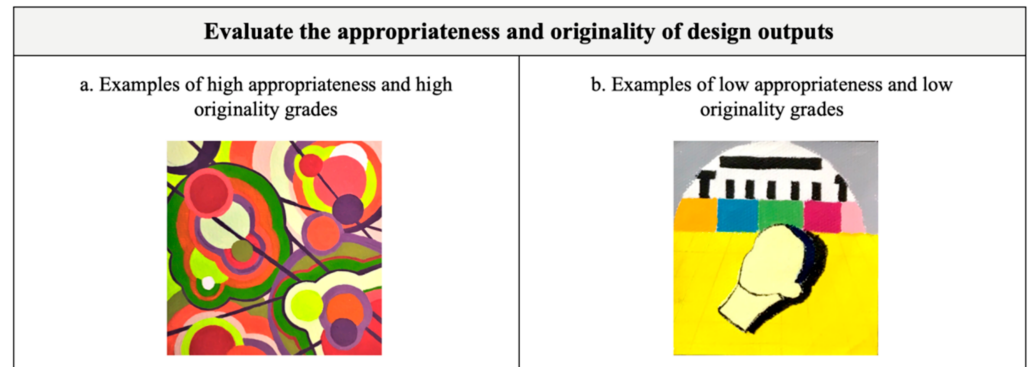 Evaluate the appropriateness and originality of design outputs
a. Examples of high appropriateness and high
originality grades
b. Examples of low appropriateness and low
originality grades